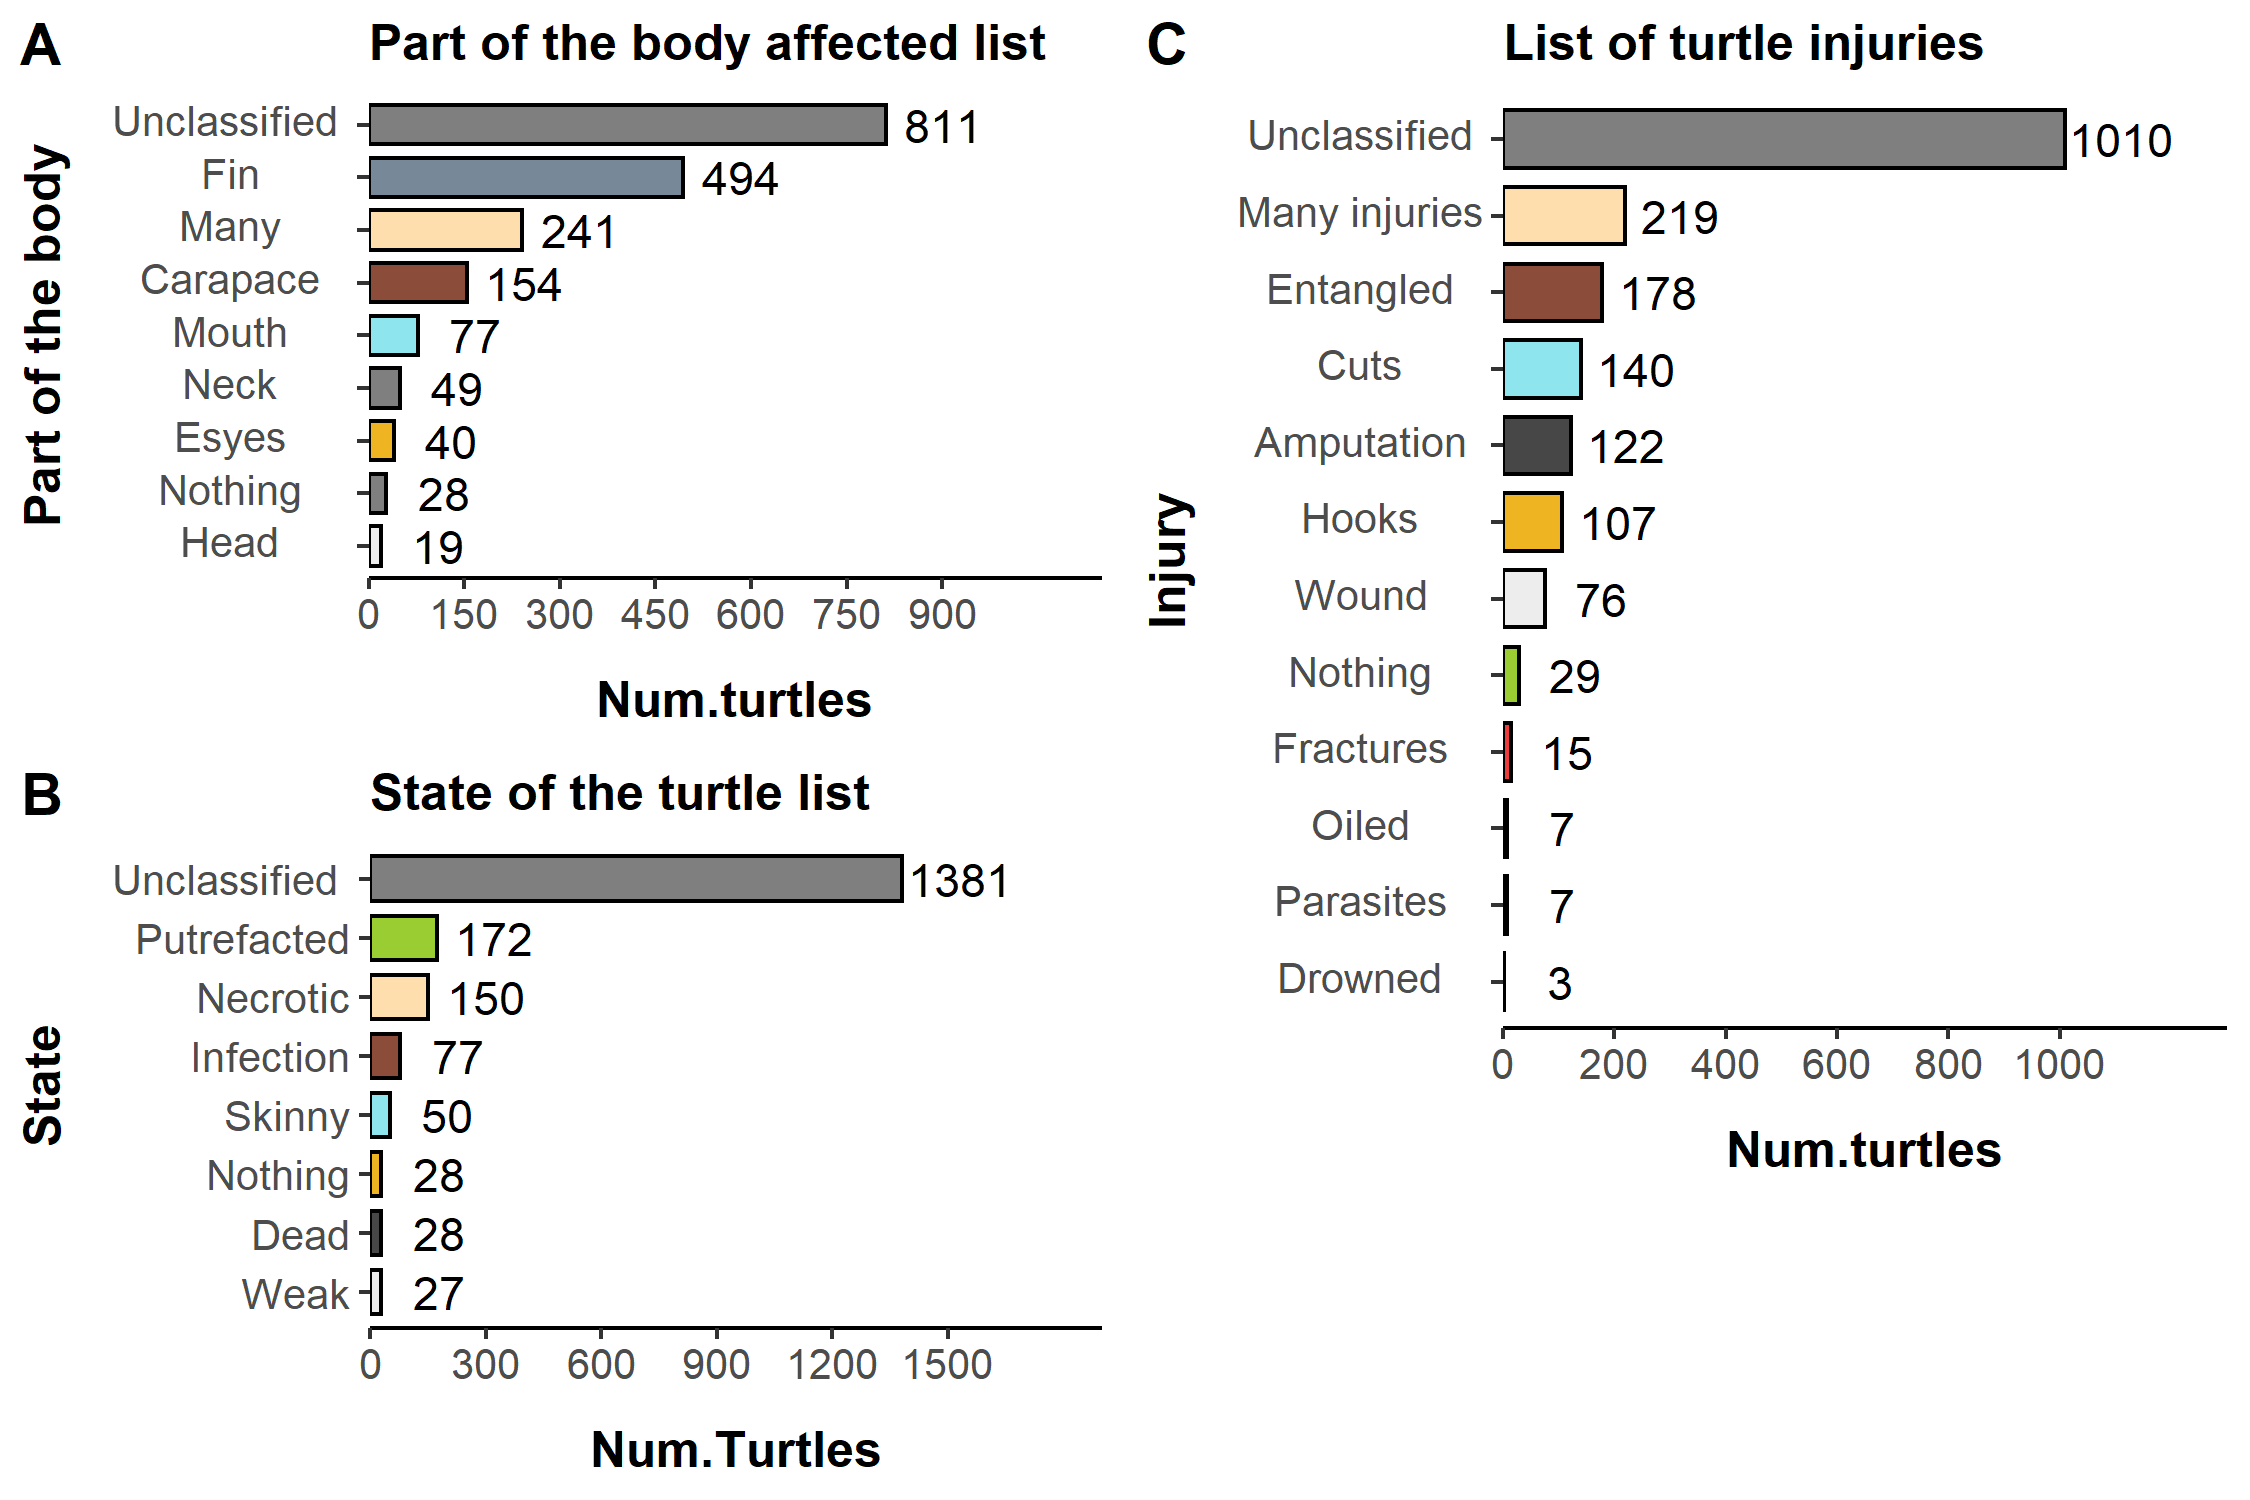 A Part of the body affected list
Part of the body
Unclassified 811
Fin 494
Many 241
Carapace 154
Mouth 77
Neck 49
Esyes 40
Nothing 28
Head 19
0 150 300 450 600 750 900
Num.turtles
B State of the turtle list
State
Unclassified 1381
Putrefacted 172
Necrotic 150
Infection 77
Skinny 50
Nothing 28
Dead 28
Weak 27
0 300 600 900 1200 1500
Num.Turtles
C List of turtle injuries
Injury
Unclassified 1010
Many injuries 219
Entangled 178
Cuts 140
Amputation 122
Hooks 107
Wound 76
Nothing 29
Fractures 15
Oiled 7
Parasites 7
Drowned 3
0 200 400 600 800 1000
Num.turtles